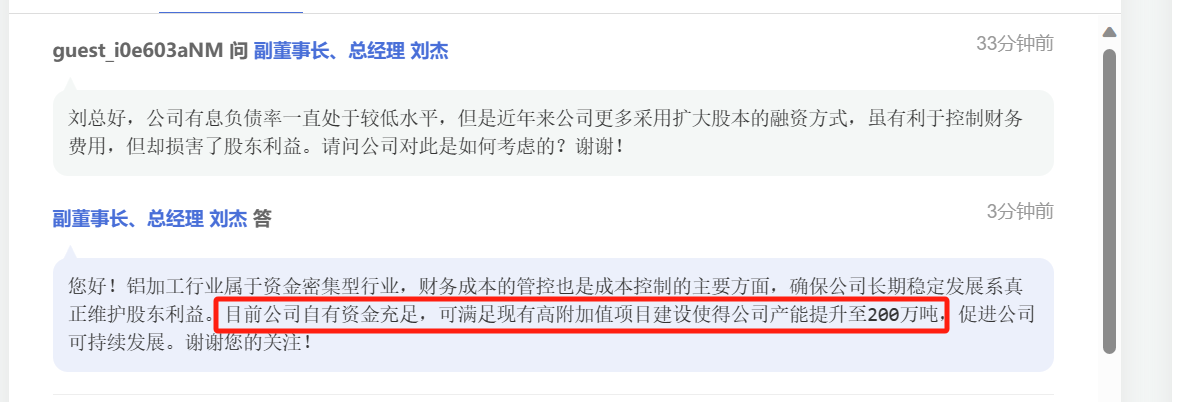 guest_i0e603aNM 问 副董事长、总经理 刘杰
33分钟前
刘总好，公司有息负债率一直处于较低水平，但是近年来公司更多采用扩大股本的融资方式，虽有利于控制财务
费用，但却损害了股东利益。请问公司对此是如何考虑的？谢谢！
副董事长、总经理 刘杰 答
3分钟前
您好！铝加工行业属于资金密集型行业，财务成本的管控也是成本控制的主要方面，确保公司长期稳定发展系真
正维护股东利益。目前公司自有资金充足，可满足现有高附加值项目建设使得公司产能提升至200万吨，促进公司
可持续发展。谢谢您的关注！